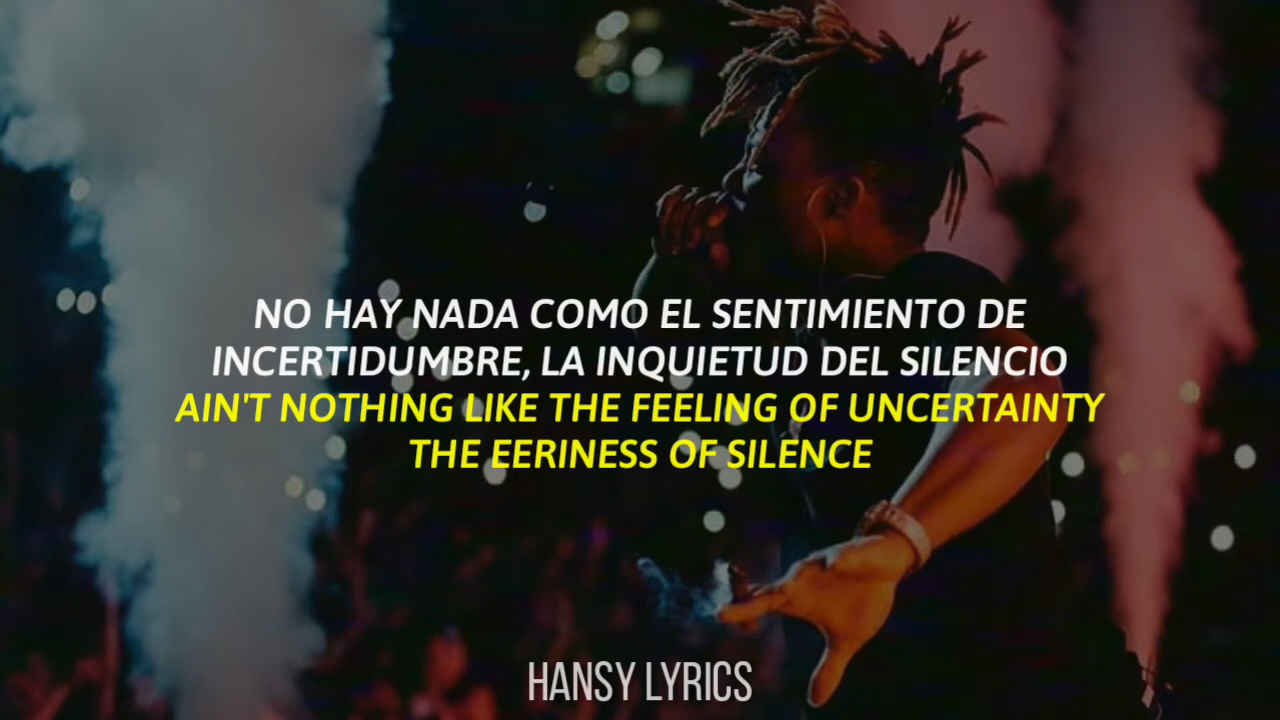 NO HAY NADA COMO EL SENTIMIENTO DE
INCERTIDUMBRE, LA INQUIETUD DEL SILENCIO
AIN'T NOTHING LIKE THE FEELING OF UNCERTAINTY
THE EERINESS OF SILENCE
HANSY LYRICS